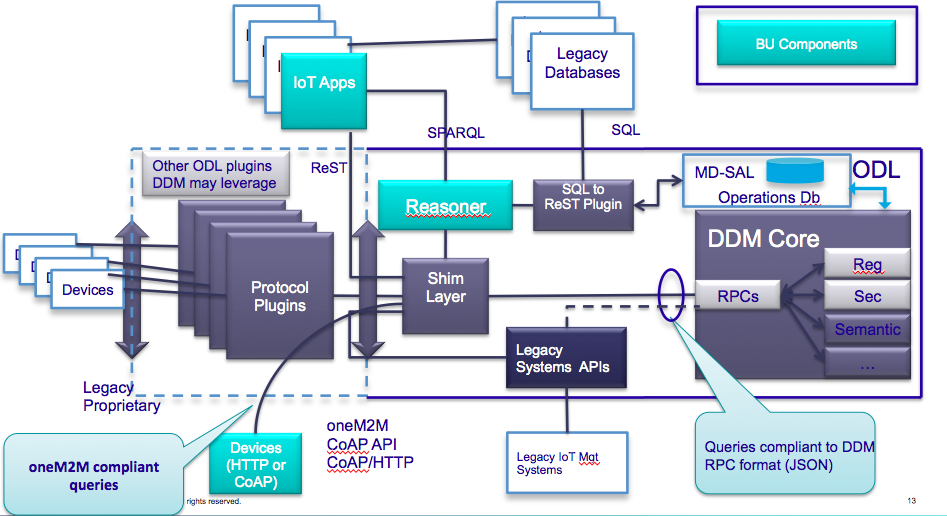 IoT Apps
Legacy
Databases
BU Components
SPARQL
SQL
Other ODL plugins
DDM may leverage
ReST
MD-SAL
ODL
Operations Db
Reasoner
SQL to
ReST Plugin
DDM Core
Devices
Protocol
Plugins
Shim
Layer
RPCs
Reg
Sec
Semantic
...
Legacy
Systems APIs
Legacy
Proprietary
oneM2M
CoAP API
CoAP/HTTP
oneM2M compliant
queries
Devices
(HTTP or
CoAP)
Legacy IoT Mgt
Systems
Queries compliant to DDM
RPC format (JSON)
rights reserved.
13